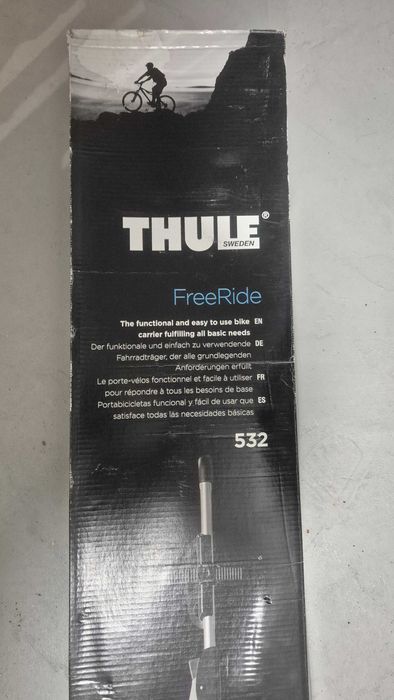 THULE®
SWEDEN
FreeRide
The functional and easy to use bike EN
carrier fulfilling all basic needs
Der funktionale und einfach zu verwendende DE
Fahrradträger, der alle grundlegenden
Anforderungen erfüllt
Le porte-vélos fonctionnel et facile à utiliser FR
pour répondre à tous les besoins de base
Portabicicletas funcional y fácil de usar que ES
satisface todas las necesidades básicas
532